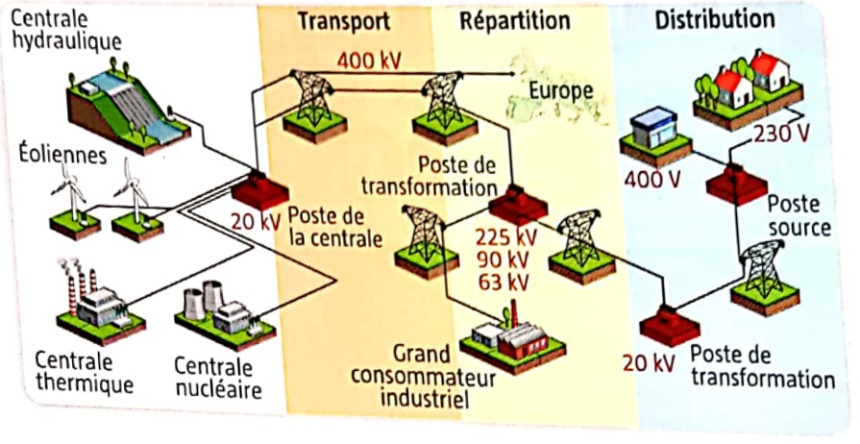 Centrale
hydraulique
Transport
Répartition
Distribution
400 kV
Europe
Éoliennes
230 V
400 V
Poste de
transformation
20 kV
Poste de
la centrale
Poste
source
225 kV
90 kV
63 kV
Centrale
thermique
Centrale
nucléaire
Grand
consommateur
industriel
20 kV
Poste de
transformation